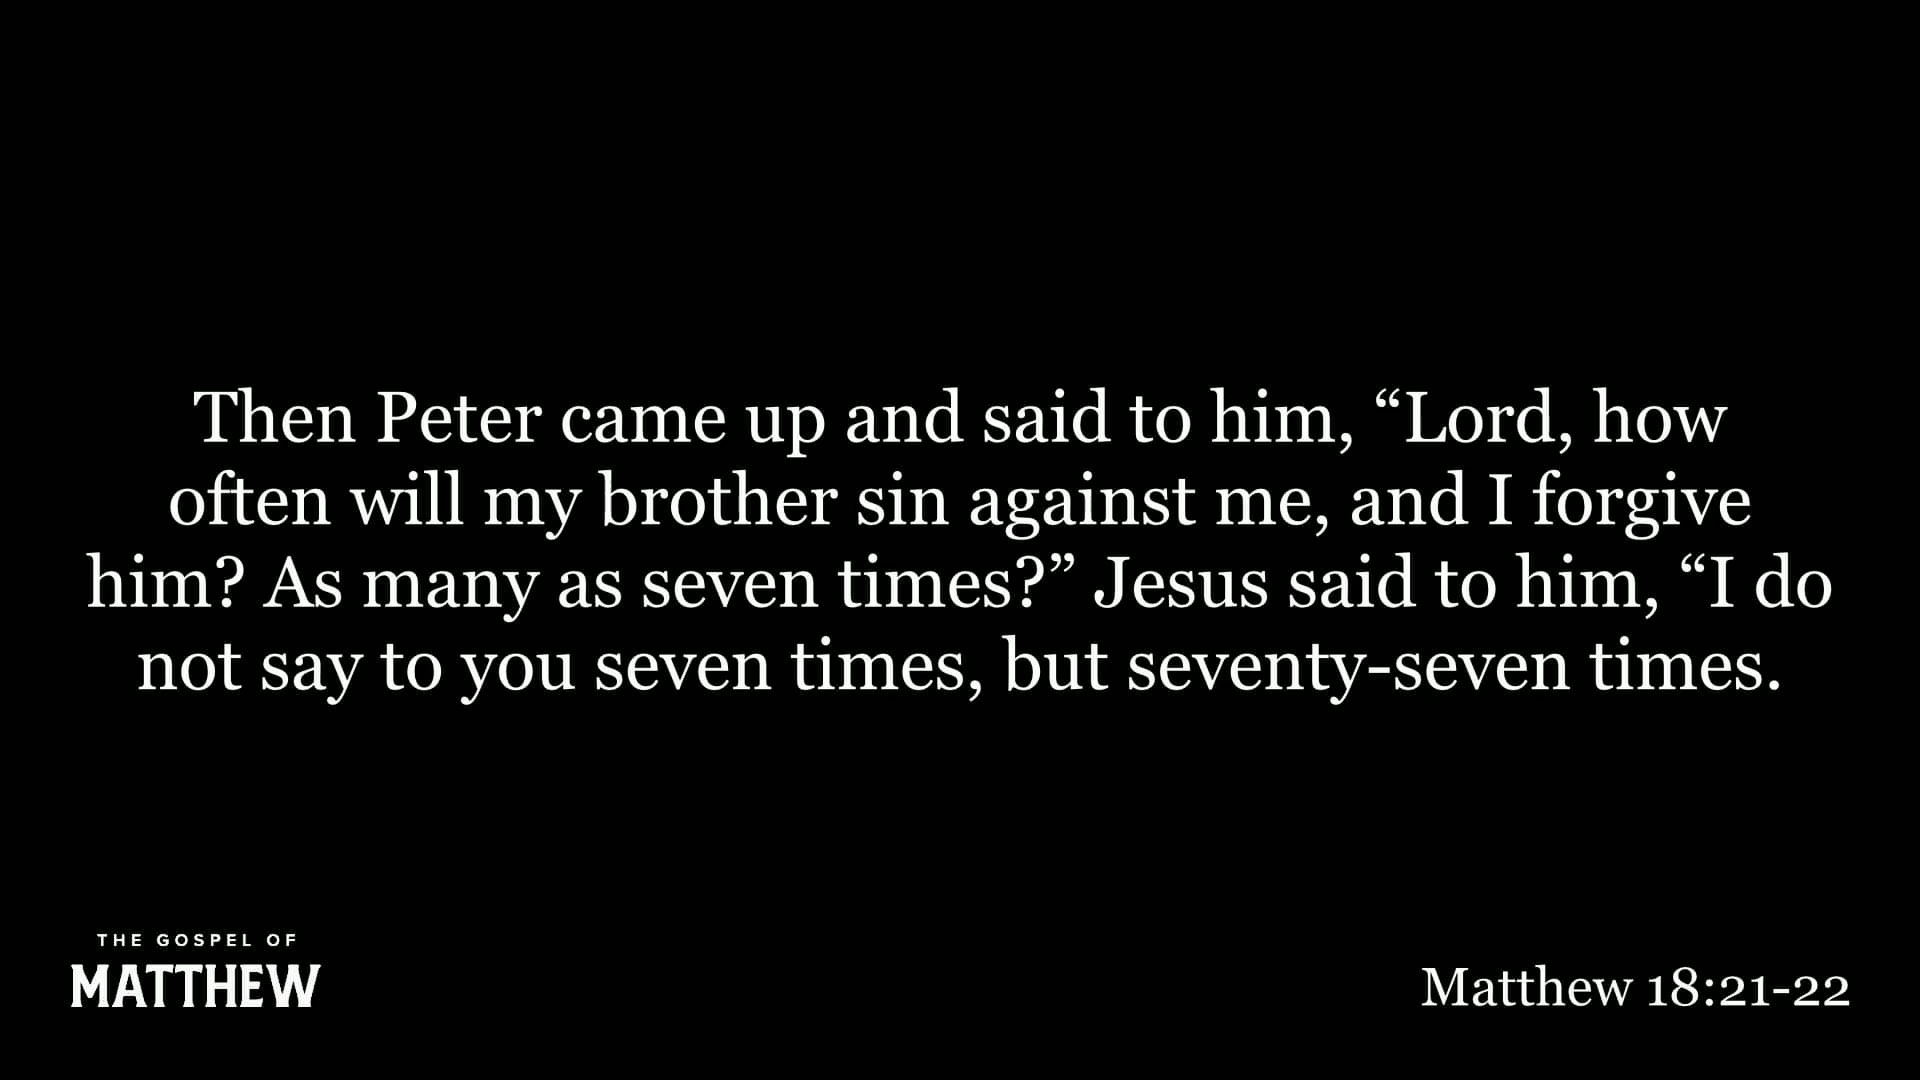 Then Peter came up and said to him, “Lord, how
often will my brother sin against me, and I forgive
him? As many as seven times?” Jesus said to him, “I do
not say to you seven times, but seventy-seven times.
THE GOSPEL OF
MATTHEW
Matthew 18:21-22